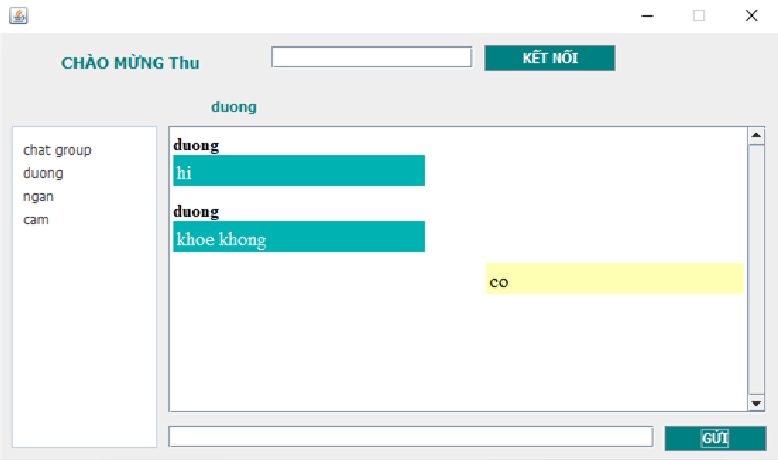 CHÀO MỪNG Thu
KẾT NỐI
duong
chat group
duong
ngan
cam
duong
hi
duong
khoe khong
co
GỬI